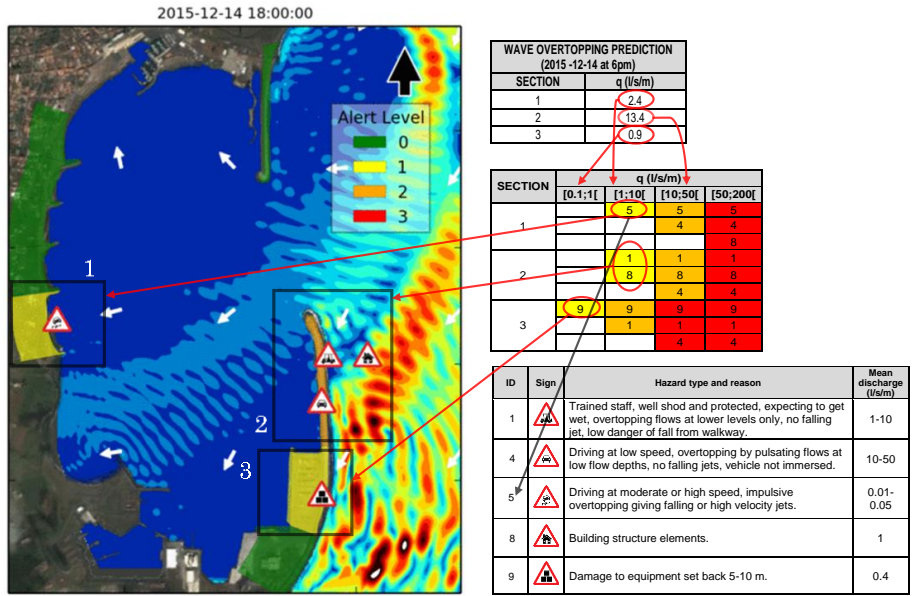 2015-12-14 18:00:00
Alert Level
0
1
2
3
1
2
3
WAVE OVERTOPPING PREDICTION
(2015 -12-14 at 6pm)
SECTION q (l/s/m)
1 2.4
2 13.4
3 0.9
SECTION q (l/s/m)
[0.1;1[ [1;10[ [10;50[ [50;200[
1
5 5 5
4 4
8
2
1 1 1
8 8 8
4 4
3
9 9 9 9
1 1 1
4 4
ID Sign Hazard type and reason Mean discharge (l/s/m)
1 Trained staff, well shod and protected, expecting to get
wet, overtopping flows at lower levels only, no falling
jet, low danger of fall from walkway.
1-10
4 Driving at low speed, overtopping by pulsating flows at
low flow depths, no falling jets, vehicle not immersed.
10-50
5 Driving at moderate or high speed, impulsive
overtopping giving falling or high velocity jets.
0.01-
0.05
8 Building structure elements. 1
9 Damage to equipment set back 5-10 m. 0.4